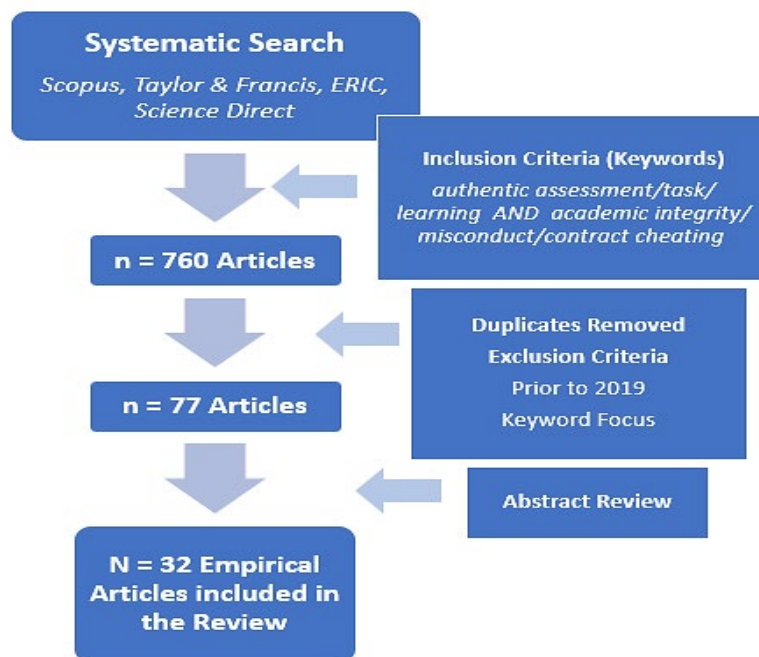 Systematic Search
Scopus, Taylor & Francis, ERIC,
Science Direct
Inclusion Criteria (Keywords)
authentic assessment/task/
learning AND academic integrity/
misconduct/contract cheating
n = 760 Articles
Duplicates Removed
Exclusion Criteria
Prior to 2019
Keyword Focus
n = 77 Articles
Abstract Review
N = 32 Empirical
Articles included in
the Review